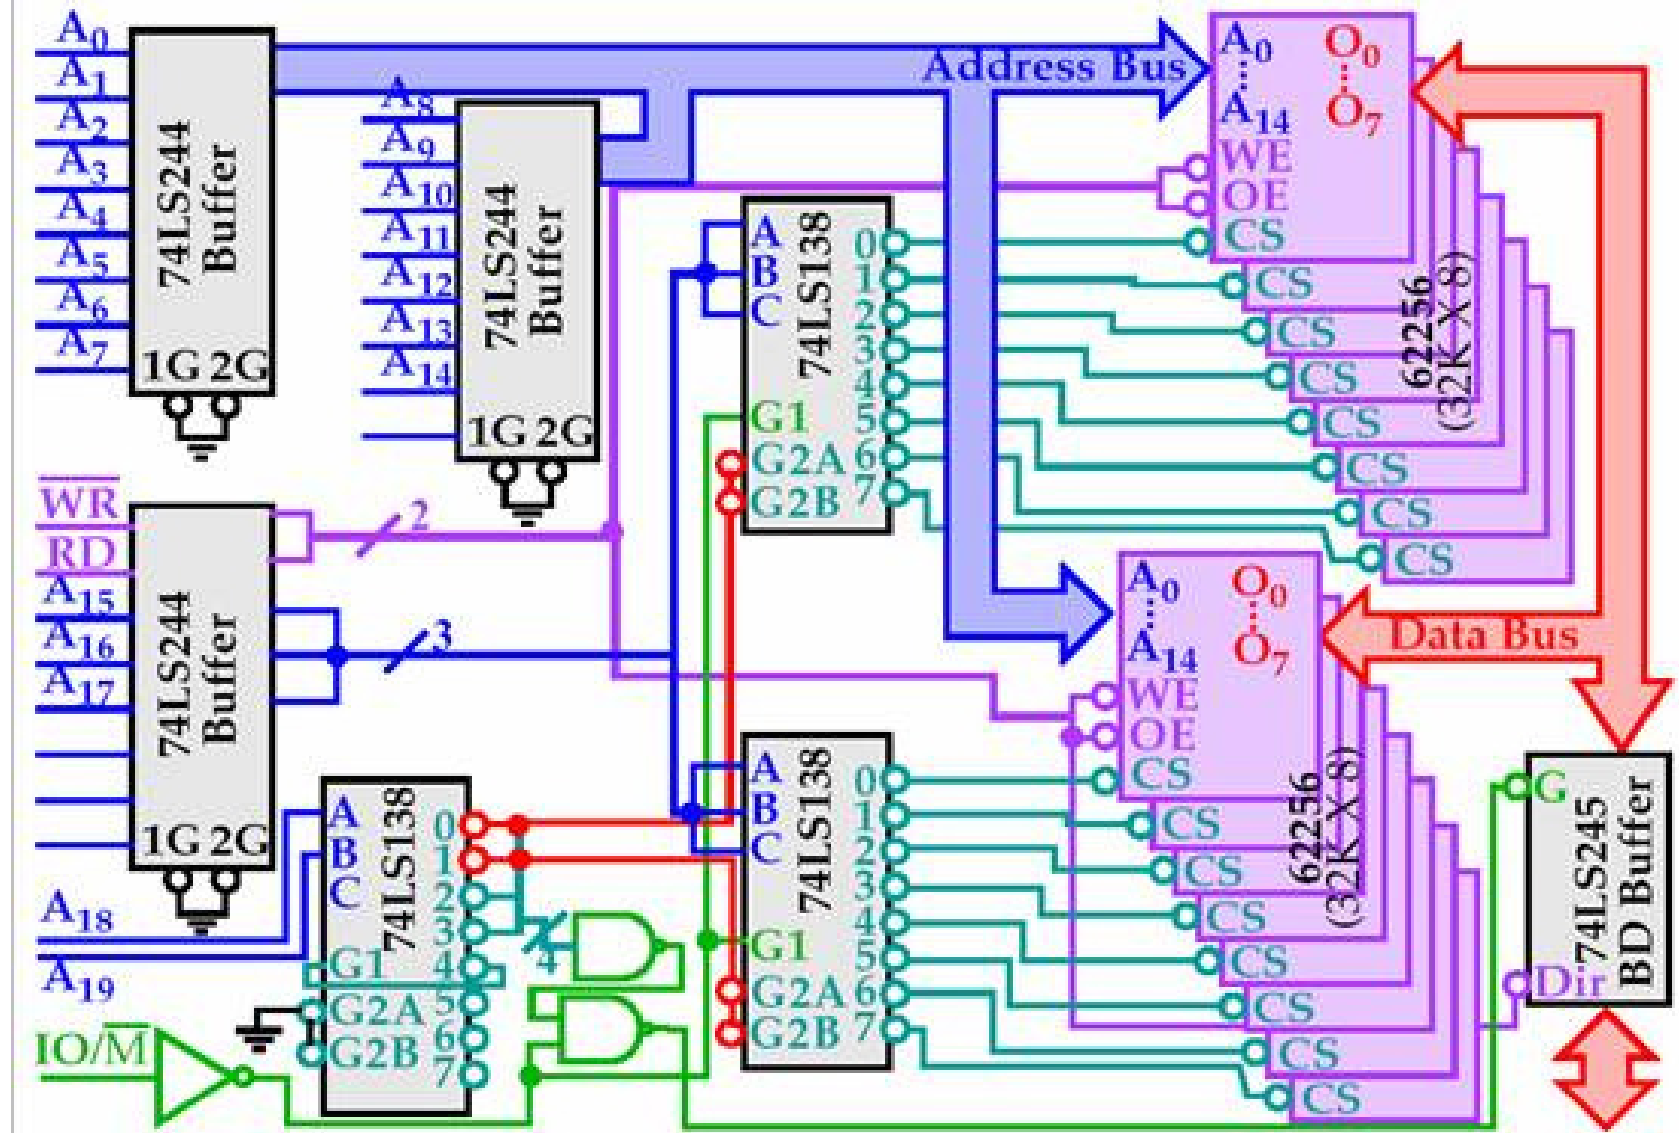 A0
A1
A2
A3
A4
A5
A6
A7
74LS244
Buffer
1G 2G
A8
A9
A10
A11
A12
A13
A14
74LS244
Buffer
1G 2G
Address Bus
A0
A14
O0
O7
WE
OE
CS
CS
CS
CS
CS
CS
CS
CS
62256
(32K X 8)
A
B
C
74LS138
0
1
2
3
4
5
6
7
G1
G2A
G2B
WR
RD
A15
A16
A17
74LS244
Buffer
1G 2G
2
3
A0
A14
O0
O7
WE
OE
CS
CS
CS
CS
CS
CS
CS
CS
62256
(32K X 8)
Data Bus
A
B
C
74LS138
0
1
2
3
4
5
6
7
G1
G2A
G2B
A18
A19
IO/M
A
B
C
74LS138
0
1
2
3
4
5
6
7
G1
G2A
G2B
4
G
Dir
74LS245
BD Buffer